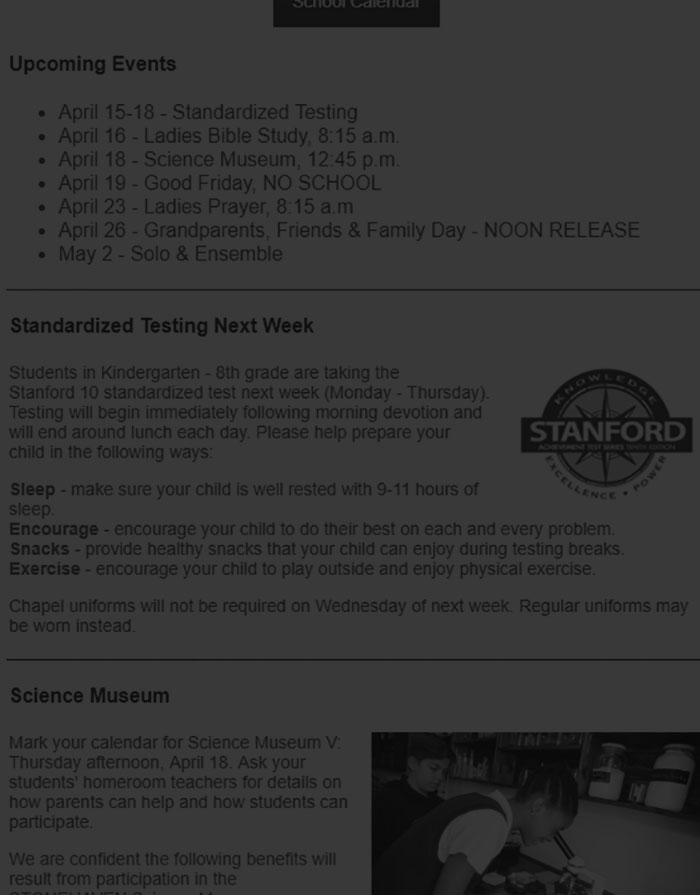 School Calendar
Upcoming Events
• April 15-18 - Standardized Testing
• April 16 - Ladies Bible Study, 8:15 a.m.
• April 18 - Science Museum, 12:45 p.m.
• April 19 - Good Friday, NO SCHOOL
• April 23 - Ladies Prayer, 8:15 a.m
• April 26 - Grandparents, Friends & Family Day - NOON RELEASE
• May 2 - Solo & Ensemble
Standardized Testing Next Week
Students in Kindergarten - 8th grade are taking the
Stanford 10 standardized test next week (Monday - Thursday).
Testing will begin immediately following morning devotion and
will end around lunch each day. Please help prepare your
child in the following ways:
KNOWLEDGE
STANFORD
ACHIEVEMENT TEST SERIES TENTH EDITION
EXCELLENCE • POWER
Sleep - make sure your child is well rested with 9-11 hours of
sleep.
Encourage - encourage your child to do their best on each and every problem.
Snacks - provide healthy snacks that your child can enjoy during testing breaks.
Exercise - encourage your child to play outside and enjoy physical exercise.
Chapel uniforms will not be required on Wednesday of next week. Regular uniforms may
be worn instead.
Science Museum
Mark your calendar for Science Museum V:
Thursday afternoon, April 18. Ask your
students' homeroom teachers for details on
how parents can help and how students can
participate.
We are confident the following benefits will
result from participation in the